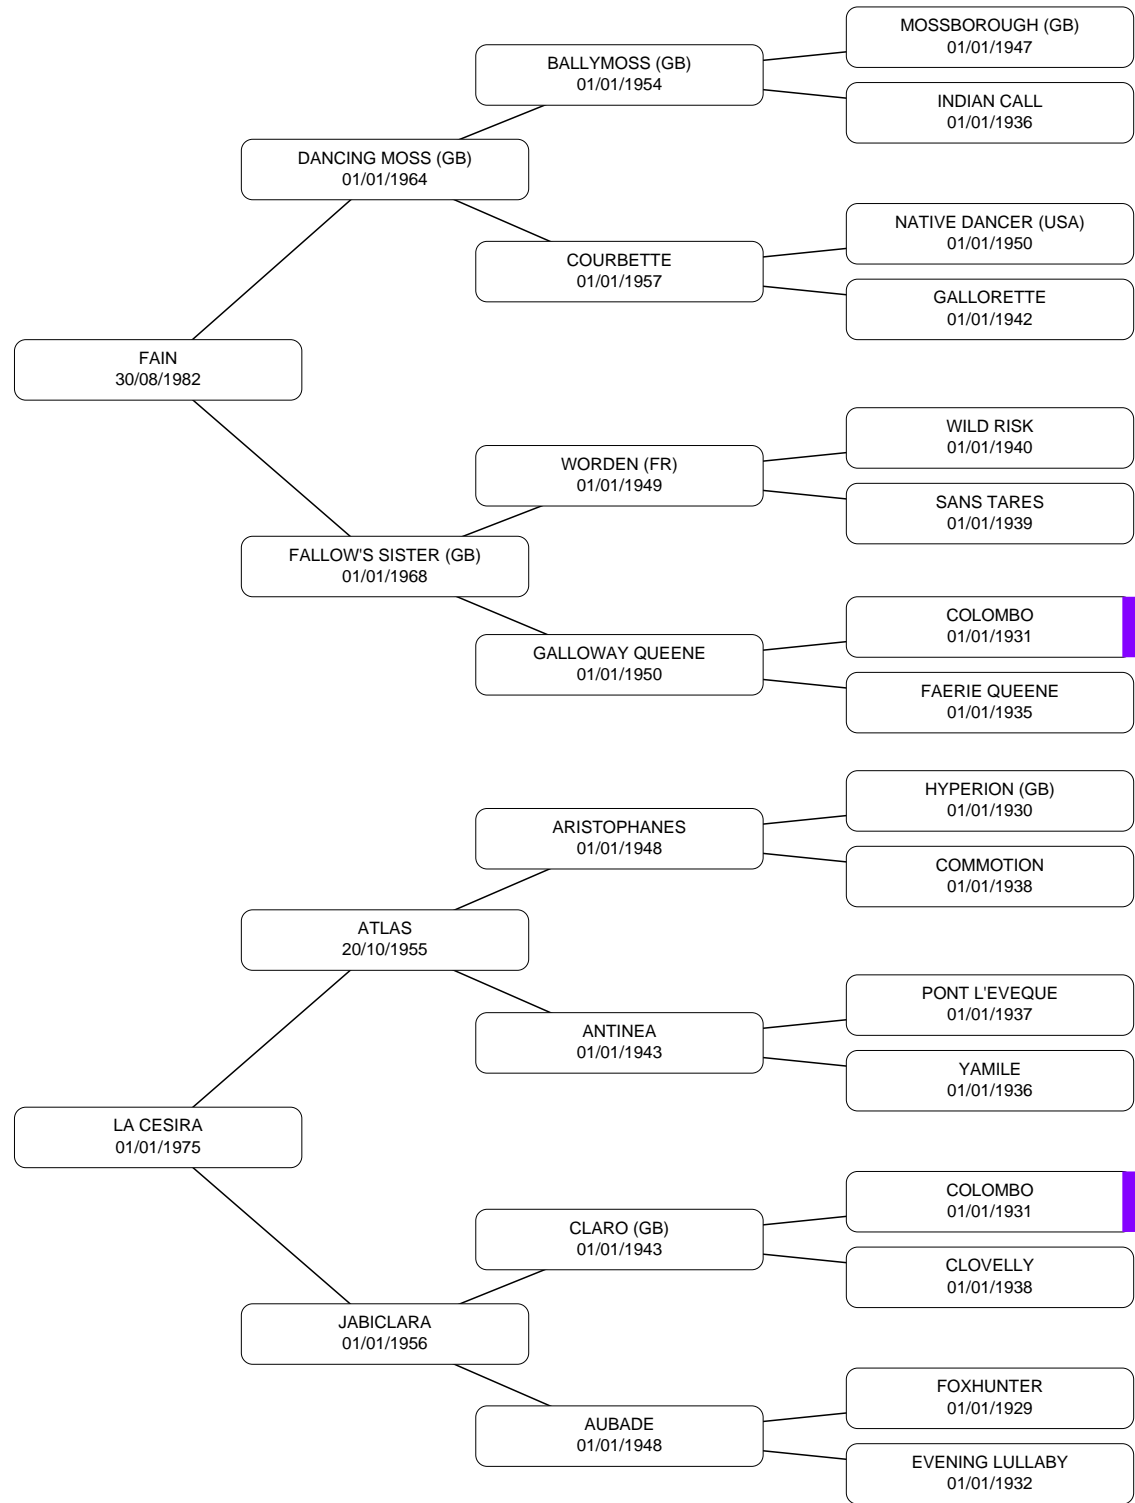 MOSSBOROUGH (GB)
01/01/1947
BALLYMOSS (GB)
01/01/1954
INDIAN CALL
01/01/1936
DANCING MOSS (GB)
01/01/1964
NATIVE DANCER (USA)
01/01/1950
COURBETTE
01/01/1957
GALLORETTE
01/01/1942
FAIN
30/08/1982
WILD RISK
01/01/1940
WORDEN (FR)
01/01/1949
SANS TARES
01/01/1939
FALLOW'S SISTER (GB)
01/01/1968
COLOMBO
01/01/1931
GALLOWAY QUEENE
01/01/1950
FAERIE QUEENE
01/01/1935
HYPERION (GB)
01/01/1930
ARISTOPHANES
01/01/1948
COMMOTION
01/01/1938
ATLAS
20/10/1955
PONT L'EVEQUE
01/01/1937
ANTINEA
01/01/1943
YAMILE
01/01/1936
LA CESIRA
01/01/1975
COLOMBO
01/01/1931
CLARO (GB)
01/01/1943
CLOVELLY
01/01/1938
JABICLARA
01/01/1956
FOXHUNTER
01/01/1929
AUBADE
01/01/1948
EVENING LULLABY
01/01/1932